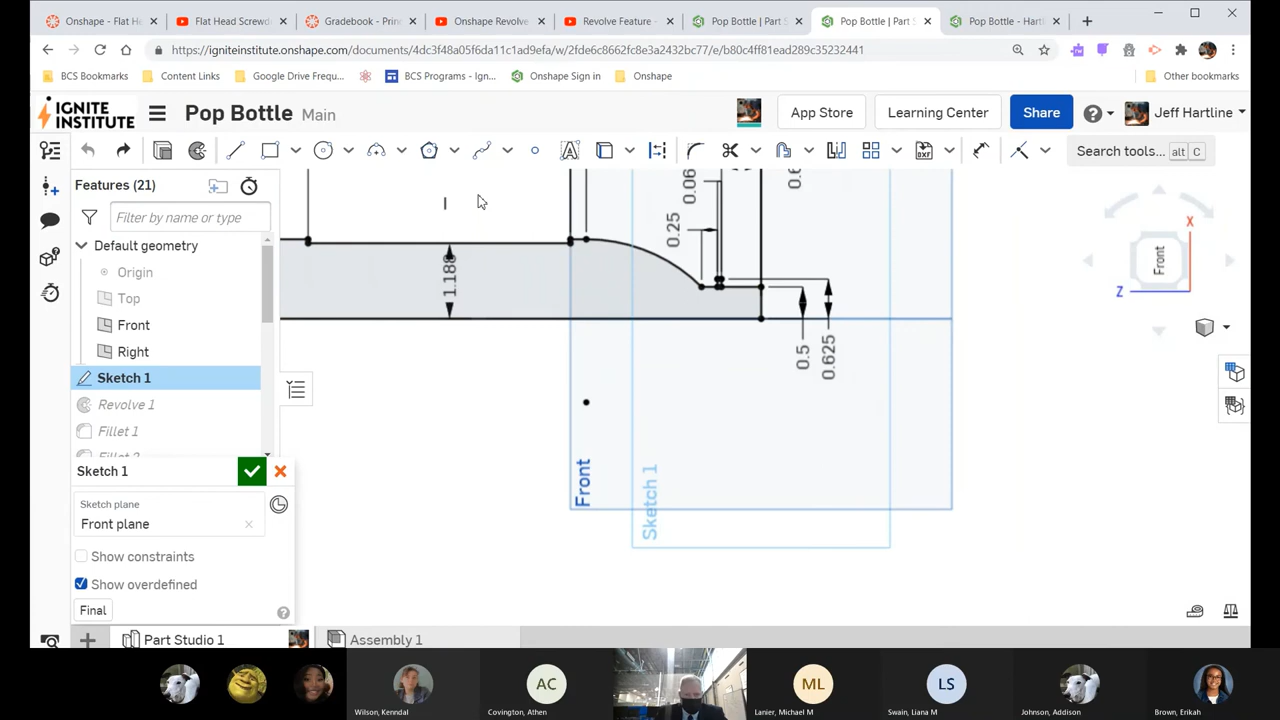 Onshape - Flat He
Flat Head Screwdr
Gradebook - Princ
Onshape Revolve
Revolve Feature -
Pop Bottle | Part S
Pop Bottle | Part S
Pop Bottle - Hartl
https://igniteinstitute.onshape.com/documents/4dc3f48a05f6da11c1ad9efa/w/2fde6c8662fc8e3a2432bc77/e/b80c4ff81ead289c35232441
BCS Bookmarks
Content Links
Google Drive Frequ...
BCS Programs - Ign...
Onshape Sign in
Onshape
Other bookmarks
IGNITE
INSTITUTE
Pop Bottle Main
App Store
Learning Center
Share
Jeff Hartline
Search tools... alt C
Features (21)
Filter by name or type
Default geometry
Origin
Top
Front
Right
Sketch 1
Revolve 1
Fillet 1
Sketch 1
Sketch plane
Front plane
Show constraints
Show overdefined
Final
1.188
0.25
0.06
0.5
0.625
Front
Sketch 1
Front
X
Z
Part Studio 1
Assembly 1
Wilson, Kenndal
AC
Covington, Athen
ML
Lanier, Michael M
LS
Swain, Liana M
Johnson, Addison
Brown, Erikah